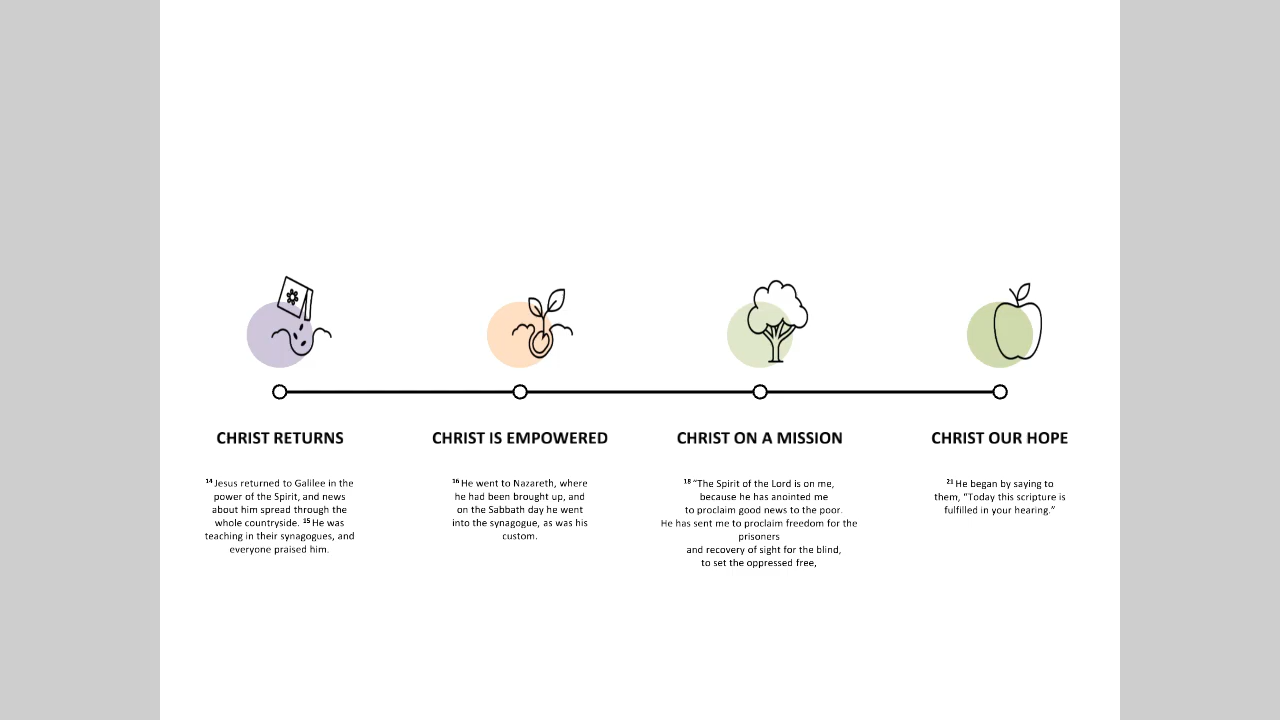 CHRIST RETURNS
14 Jesus returned to Galilee in the
power of the Spirit, and news
about him spread through the
whole countryside. 15 He was
teaching in their synagogues, and
everyone praised him.
CHRIST IS EMPOWERED
16 He went to Nazareth, where
he had been brought up, and
on the Sabbath day he went
into the synagogue, as was his
custom.
CHRIST ON A MISSION
18 “The Spirit of the Lord is on me,
because he has anointed me
to proclaim good news to the poor.
He has sent me to proclaim freedom for the
prisoners
and recovery of sight for the blind,
to set the oppressed free,
CHRIST OUR HOPE
21 He began by saying to
them, “Today this scripture is
fulfilled in your hearing.”